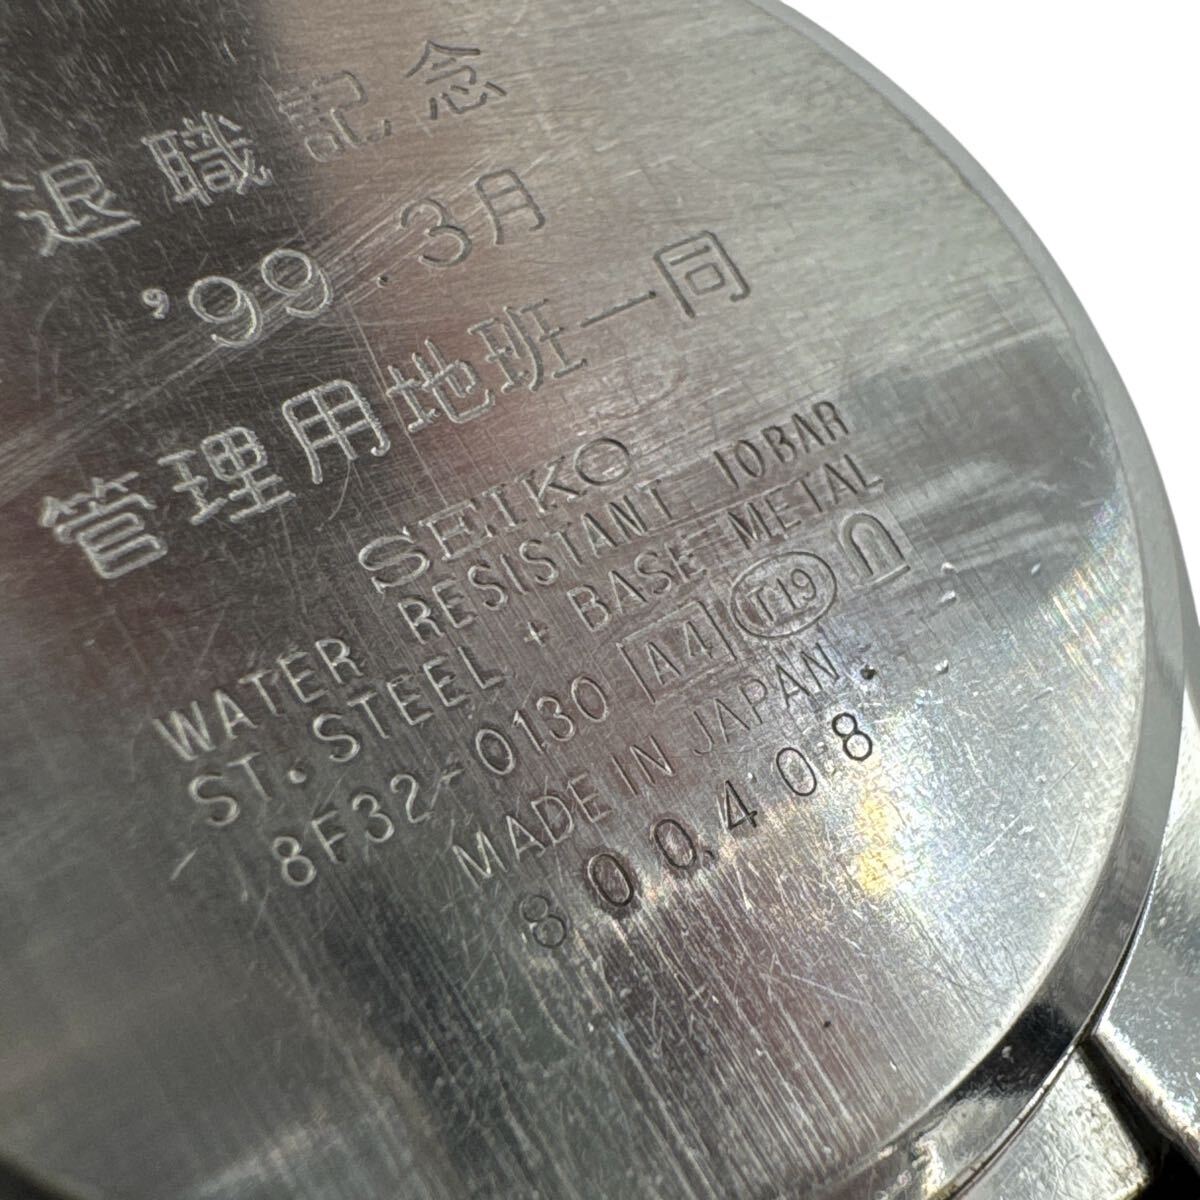 退職記念
'99.3月
管理用地班一同
SEIKO
WATER RESISTANT 10BAR
ST.STEEL + BASE METAL
8F32-0130 A4 T19
MADE IN JAPAN
800408